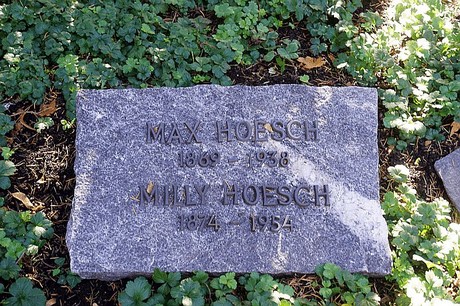 MAX HOESCH
1869 - 1938
MILLY HOESCH
1874 - 1954